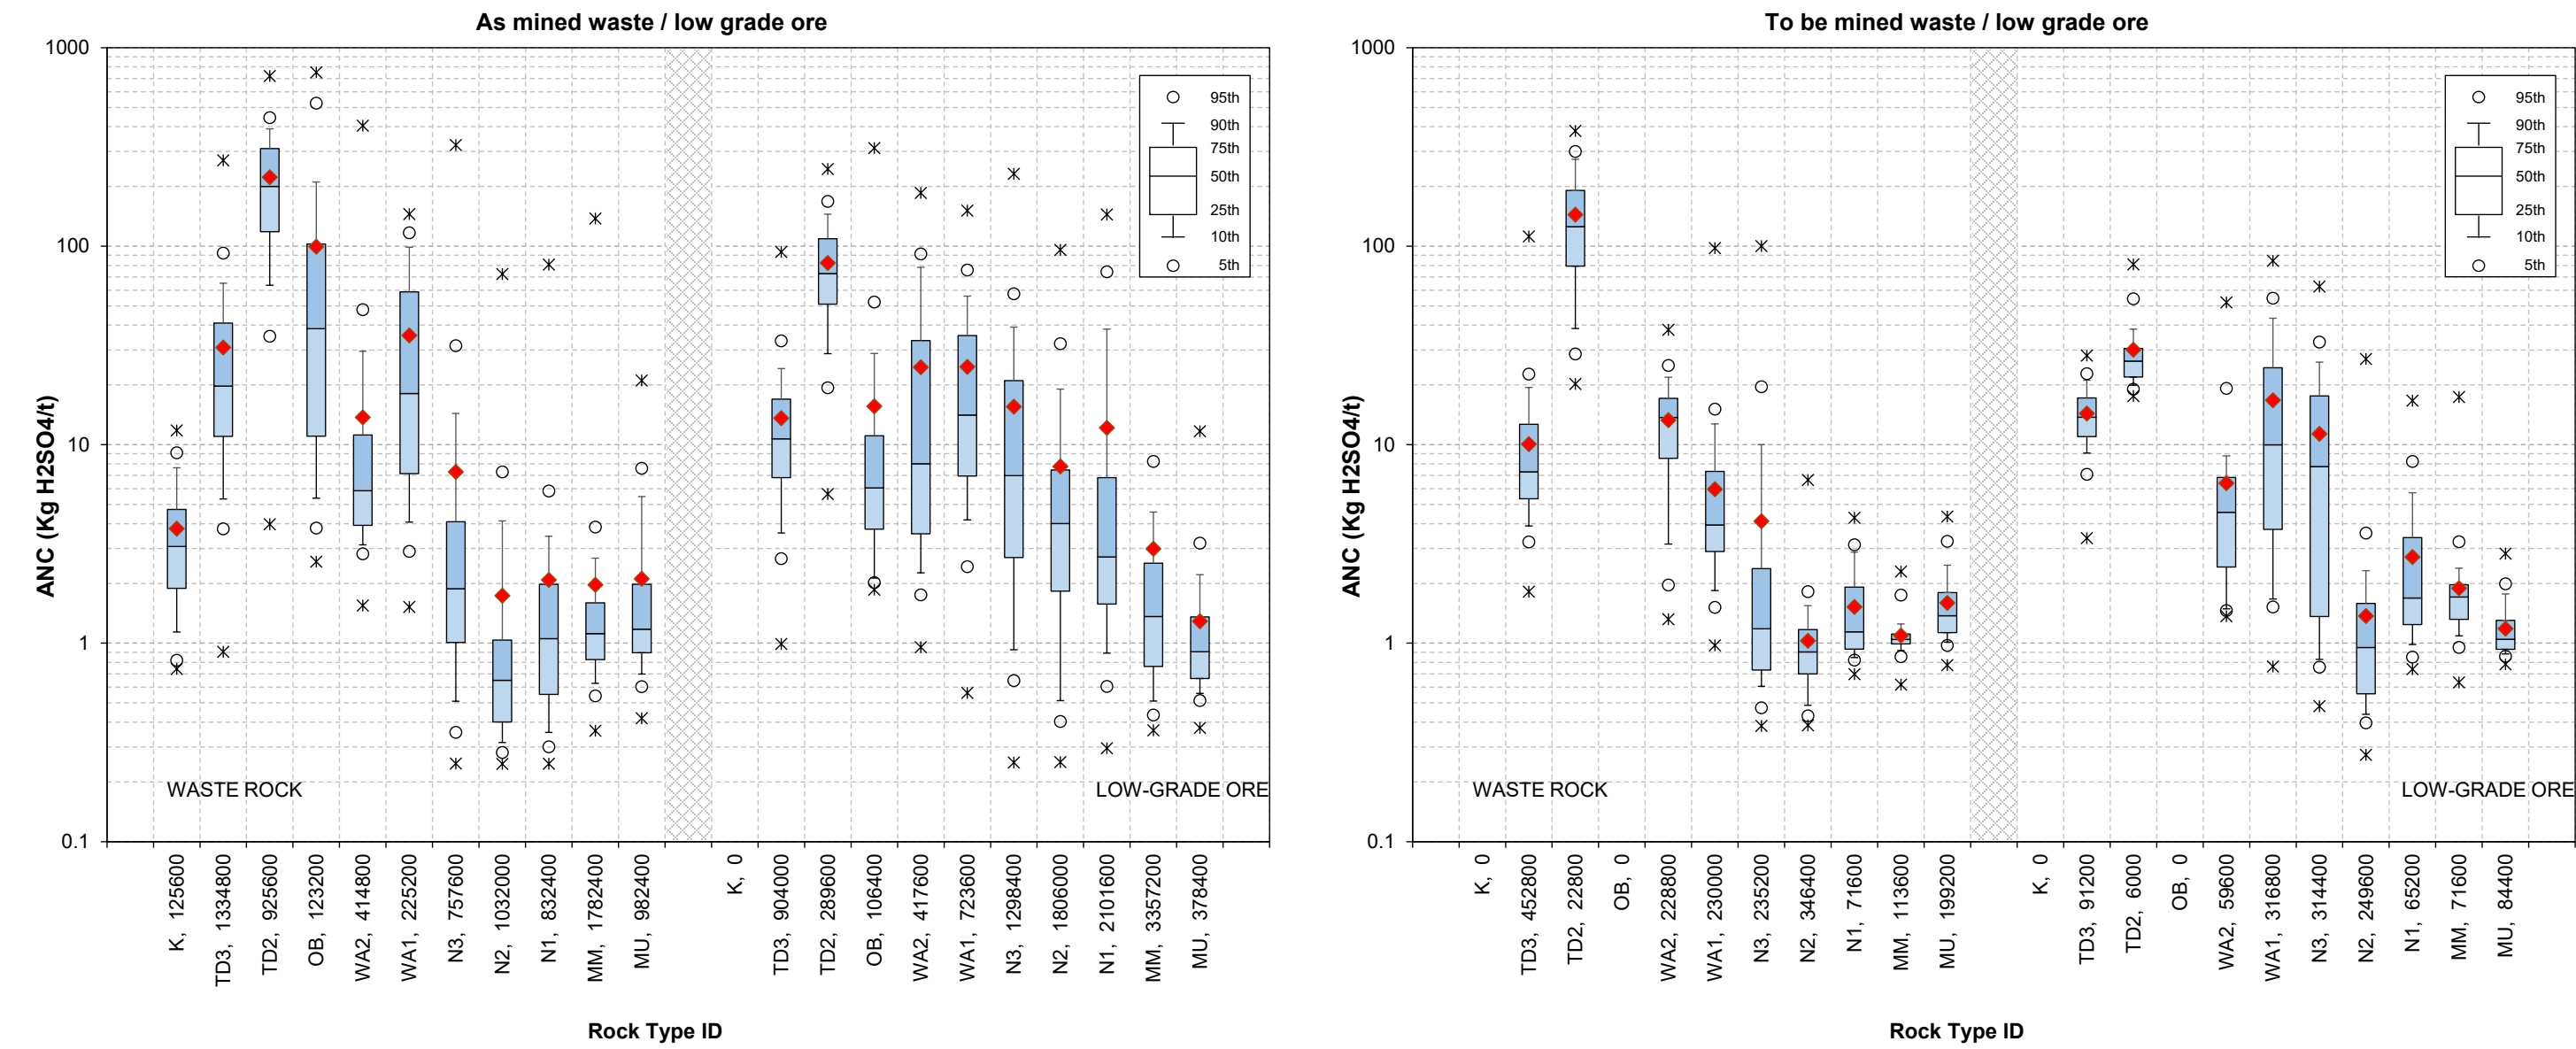 As mined waste / low grade ore
ANC (Kg H2SO4/t)
1000
100
10
1
0.1
95th
90th
75th
50th
25th
10th
5th
WASTE ROCK
LOW-GRADE ORE
K, 125600
TD3, 1334800
TD2, 925600
OB, 123200
WA2, 414800
WA1, 225200
N3, 757600
N2, 1032000
N1, 832400
MM, 1782400
MU, 982400
K, 0
TD3, 904000
TD2, 289600
OB, 106400
WA2, 417600
WA1, 723600
N3, 1298400
N2, 1806000
N1, 2101600
MM, 3357200
MU, 378400
Rock Type ID
To be mined waste / low grade ore
ANC (Kg H2SO4/t)
1000
100
10
1
0.1
95th
90th
75th
50th
25th
10th
5th
WASTE ROCK
LOW-GRADE ORE
K, 0
TD3, 452800
TD2, 222800
OB, 0
WA2, 228800
WA1, 230000
N3, 235200
N2, 346400
N1, 71600
MM, 113600
MU, 199200
K, 0
TD3, 91200
TD2, 6000
OB, 0
WA2, 59600
WA1, 316800
N3, 314400
N2, 249600
N1, 65200
MM, 71600
MU, 84400
Rock Type ID